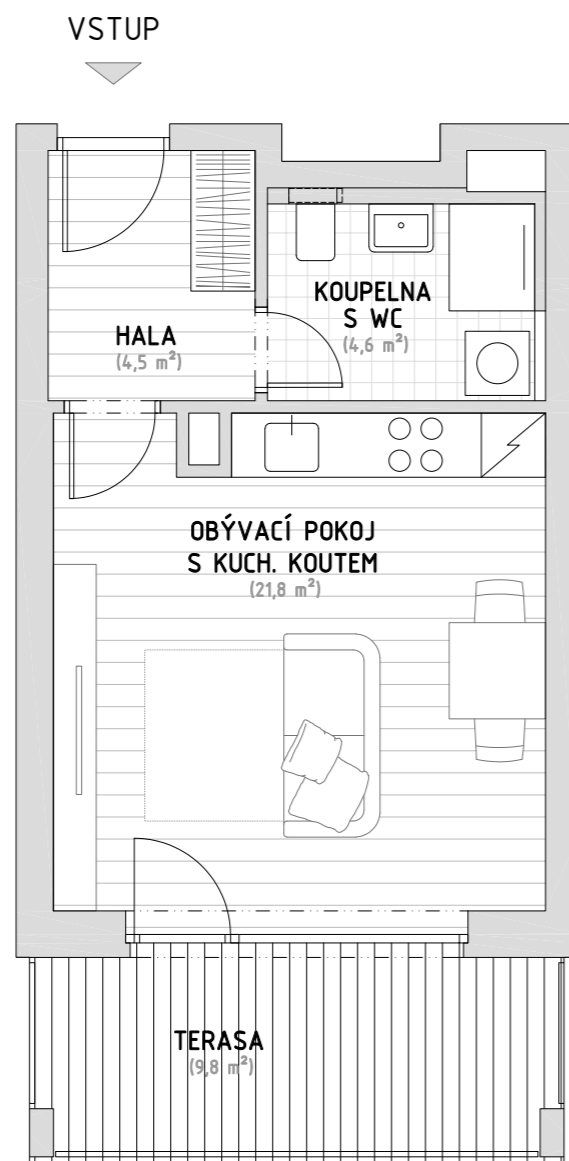 VSTUP
HALA
(4,5 m²)
KOUPELNA
S WC
(4,6 m²)
OBÝVACÍ POKOJ
S KUCH. KOUTEM
(21,8 m²)
TERASA
(9,8 m²)